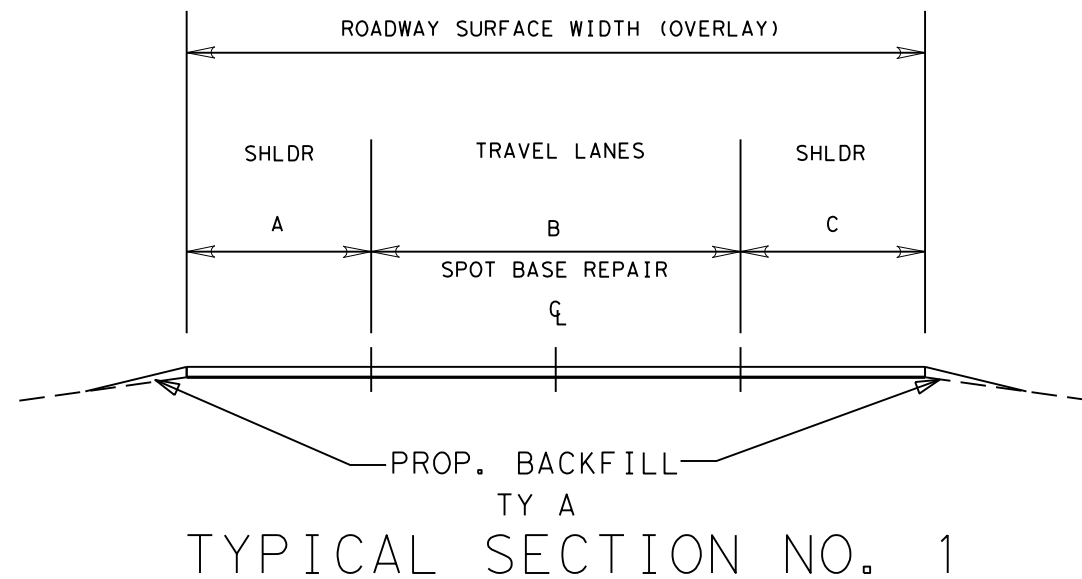 ROADWAY SURFACE WIDTH (OVERLAY)
SHLDR
TRAVEL LANES
SHLDR
A
B
C
SPOT BASE REPAIR
℄
PROP. BACKFILL
TY A
TYPICAL SECTION NO. 1